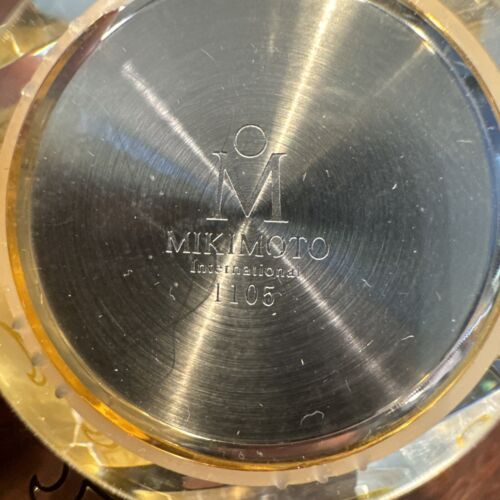 M
MIKIMOTO
International
1105